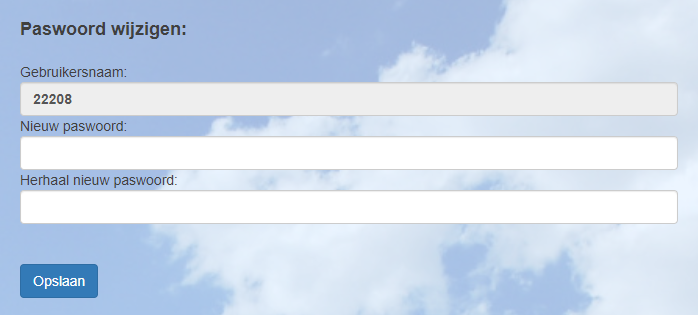 Paswoord wijzigen:
Gebruikersnaam:
22208
Nieuw paswoord:
Herhaal nieuw paswoord:
Opslaan